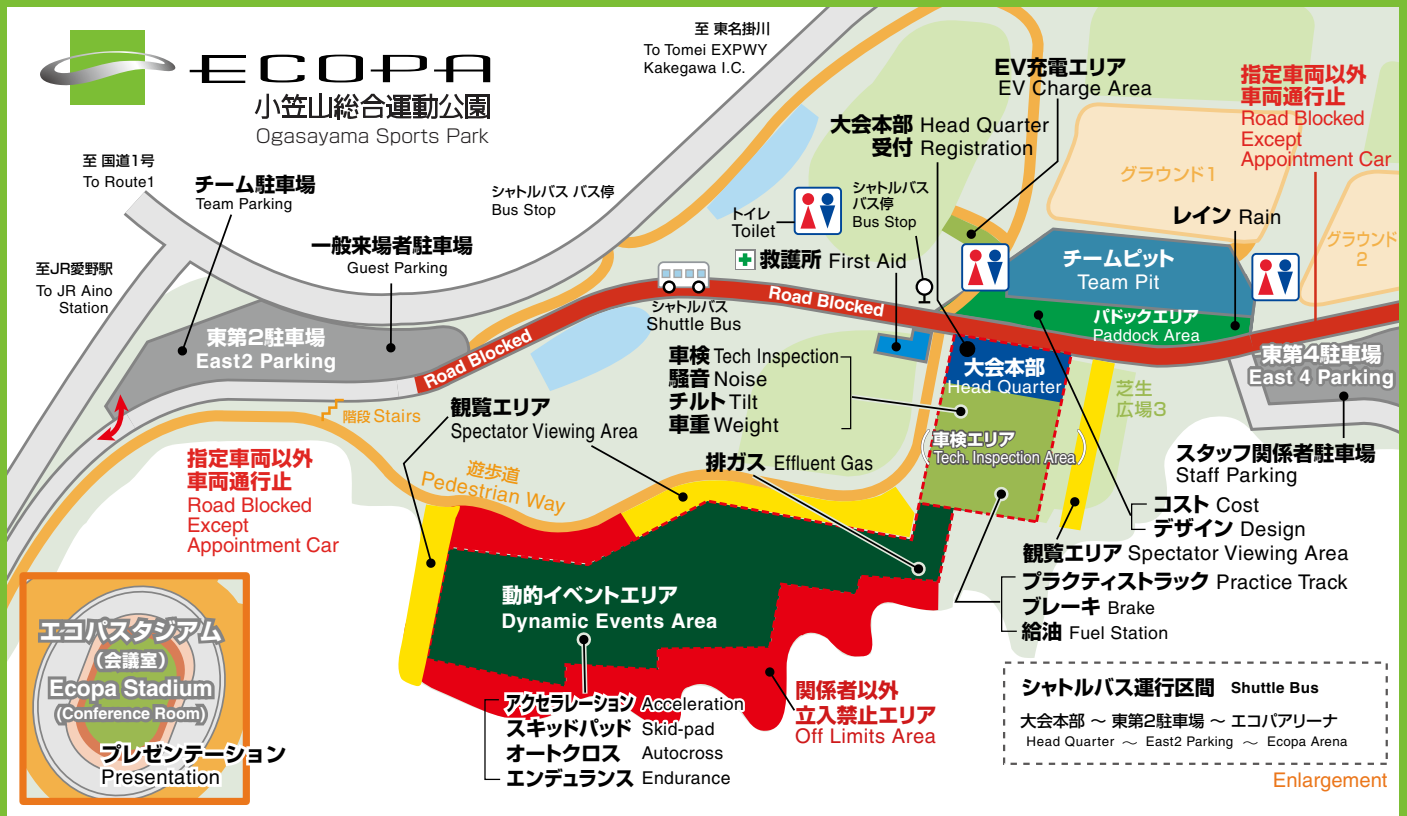 ECOPA
小笠山総合運動公園
Ogasayama Sports Park
至 東名掛川
To Tomei EXPWY
Kakegawa I.C.
至 国道1号
To Route1
チーム駐車場
Team Parking
一般来場者駐車場
Guest Parking
シャトルバス バス停
Bus Stop
至JR愛野駅
To JR Aino
Station
東第2駐車場
East2 Parking
EV充電エリア
EV Charge Area
大会本部 Head Quarter
受付 Registration
指定車両以外
車両通行止
Road Blocked
Except
Appointment Car
グラウンド1
グラウンド
2
トイレ
Toilet
シャトルバス
バス停
Bus Stop
レイン Rain
救護所 First Aid
チームピット
Team Pit
パドックエリア
Paddock Area
シャトルバス
Shuttle Bus
Road Blocked
Road Blocked
車検 Tech Inspection
騒音 Noise
チルト Tilt
車重 Weight
大会本部
Head Quarter
東第4駐車場
East 4 Parking
芝生
広場3
階段 Stairs
観覧エリア
Spectator Viewing Area
(車検エリア
Tech. Inspection Area)
スタッフ関係者駐車場
Staff Parking
遊歩道
Pedestrian Way
排ガス Effluent Gas
指定車両以外
車両通行止
Road Blocked
Except
Appointment Car
コスト Cost
デザイン Design
観覧エリア Spectator Viewing Area
プラクティストラック Practice Track
ブレーキ Brake
給油 Fuel Station
動的イベントエリア
Dynamic Events Area
エコパスタジアム
(会議室)
Ecopa Stadium
(Conference Room)
プレゼンテーション
Presentation
アクセラレーション Acceleration
スキッドパッド Skid-pad
オートクロス Autocross
エンデュランス Endurance
関係者以外
立入禁止エリア
Off Limits Area
シャトルバス運行区間 Shuttle Bus
大会本部 ～ 東第2駐車場 ～ エコパアリーナ
Head Quarter ～ East2 Parking ～ Ecopa Arena
Enlargement